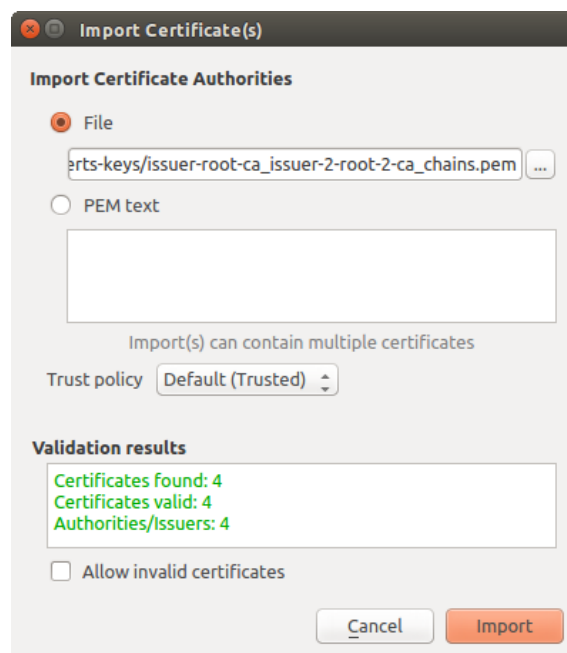 Import Certificate(s)
Import Certificate Authorities
File
erts-keys/issuer-root-ca_issuer-2-root-2-ca_chains.pem ...
PEM text
Import(s) can contain multiple certificates
Trust policy Default (Trusted)
Validation results
Certificates found: 4
Certificates valid: 4
Authorities/Issuers: 4
Allow invalid certificates
Cancel Import